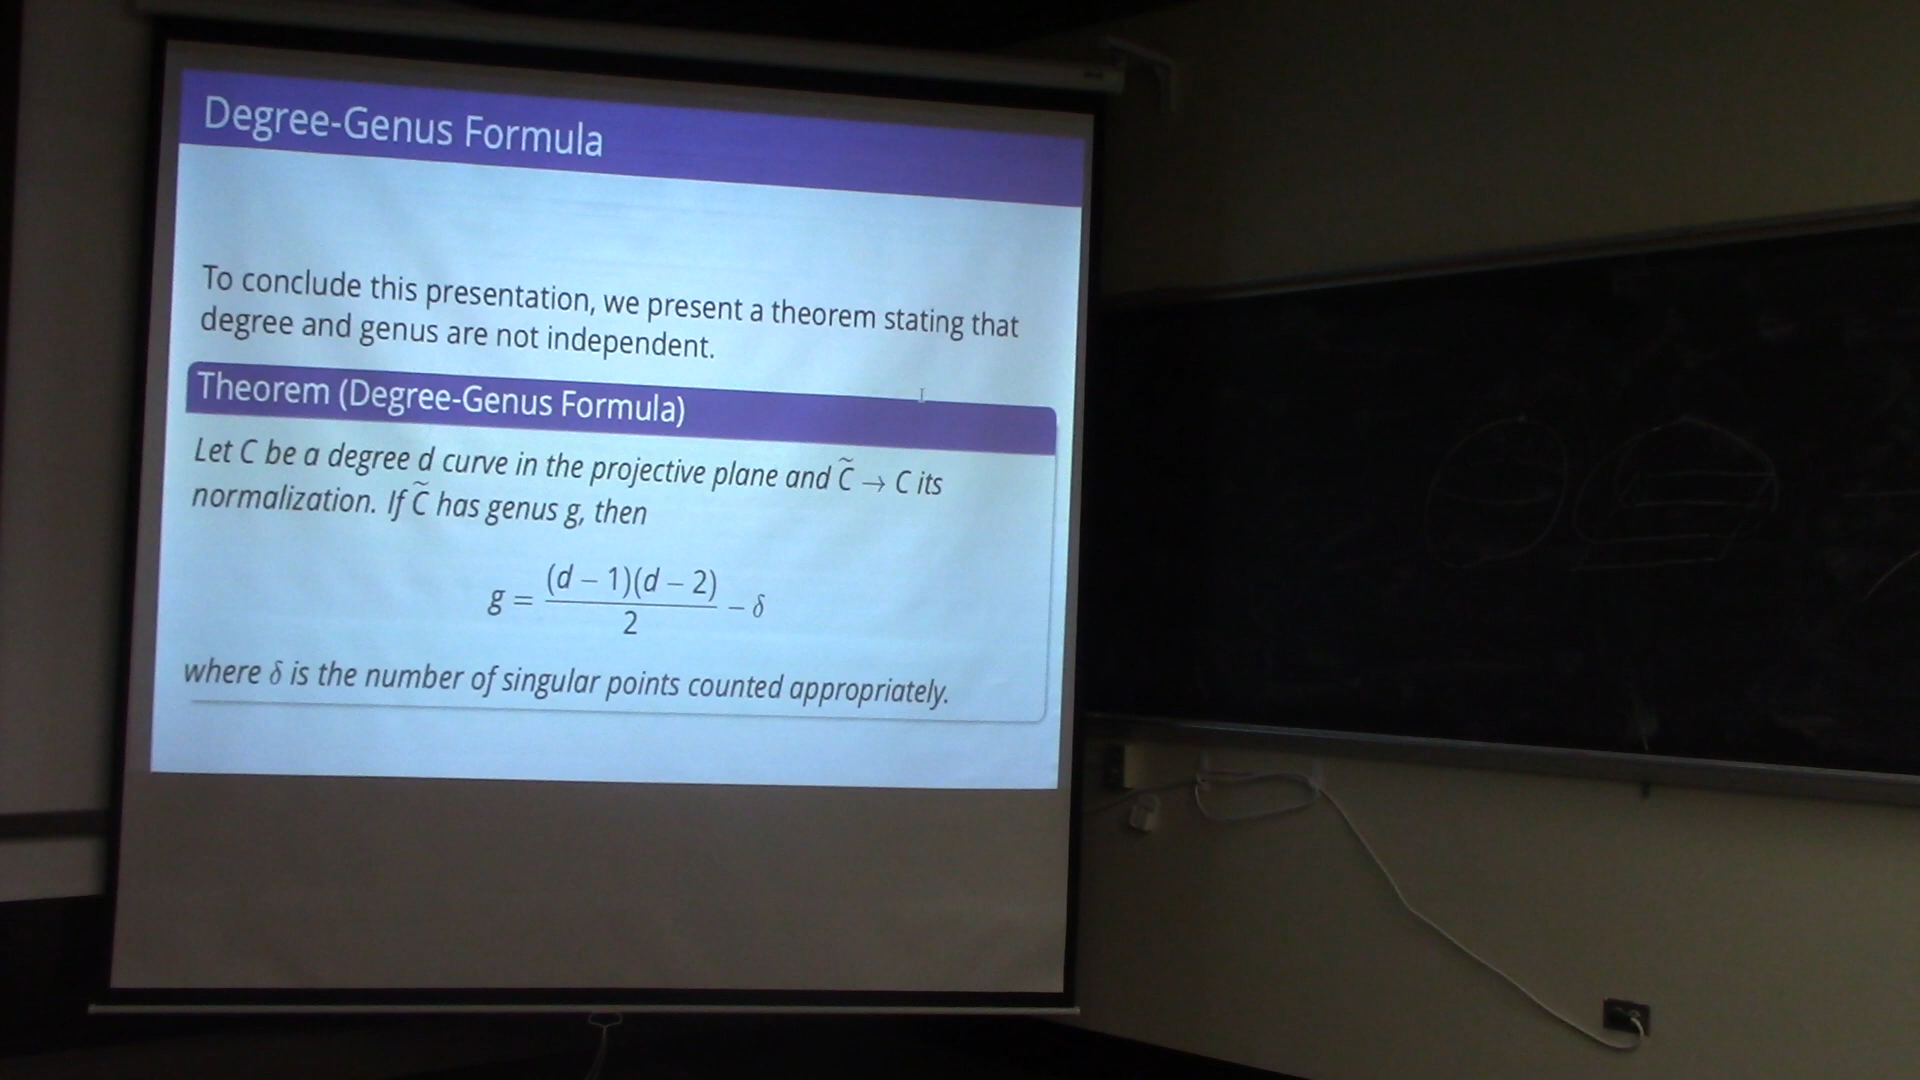 Degree-Genus Formula
To conclude this presentation, we present a theorem stating that
degree and genus are not independent.
Theorem (Degree-Genus Formula)
Let C be a degree d curve in the projective plane and C̃ → C its
normalization. If C̃ has genus g, then
g = (d − 1)(d − 2) / 2 − δ
where δ is the number of singular points counted appropriately.